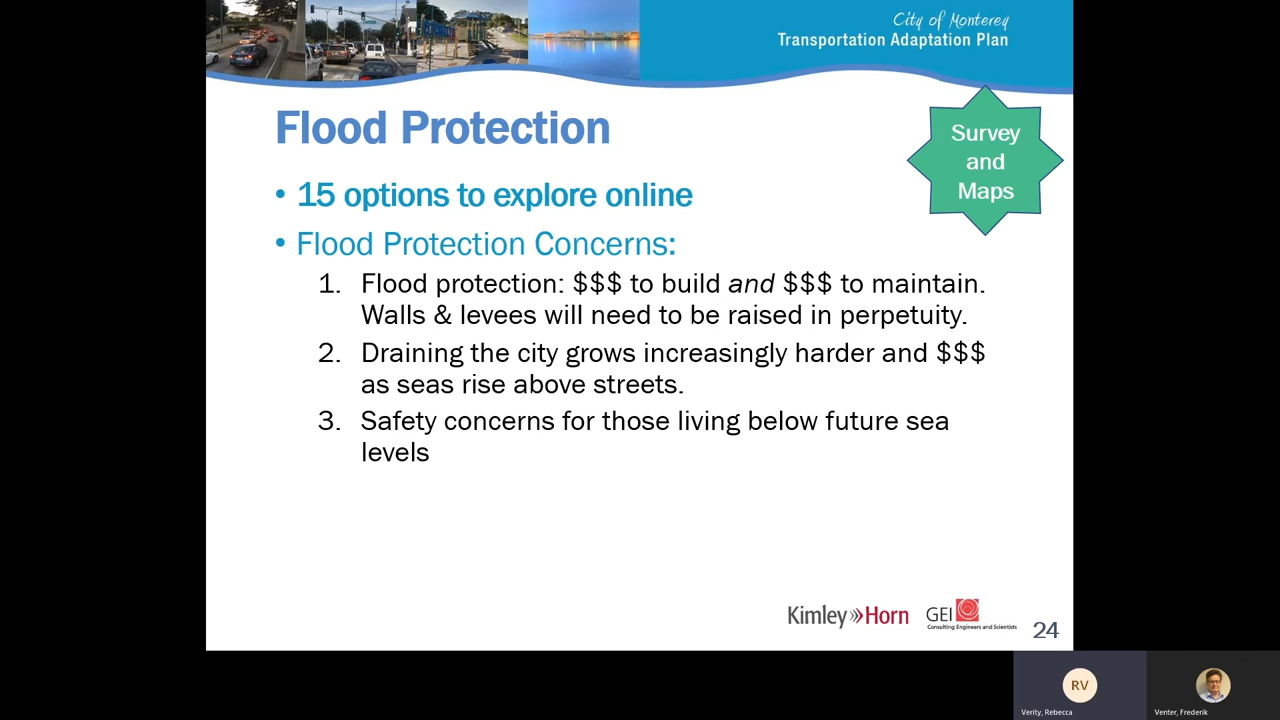 City of Monterey
Transportation Adaptation Plan
Flood Protection
Survey
and
Maps
• 15 options to explore online
• Flood Protection Concerns:
1. Flood protection: $$$ to build and $$$ to maintain.
Walls & levees will need to be raised in perpetuity.
2. Draining the city grows increasingly harder and $$$
as seas rise above streets.
3. Safety concerns for those living below future sea
levels
Kimley»Horn
GEI
Consulting Engineers and Scientists
24
RV
Verity, Rebecca
Venter, Frederik